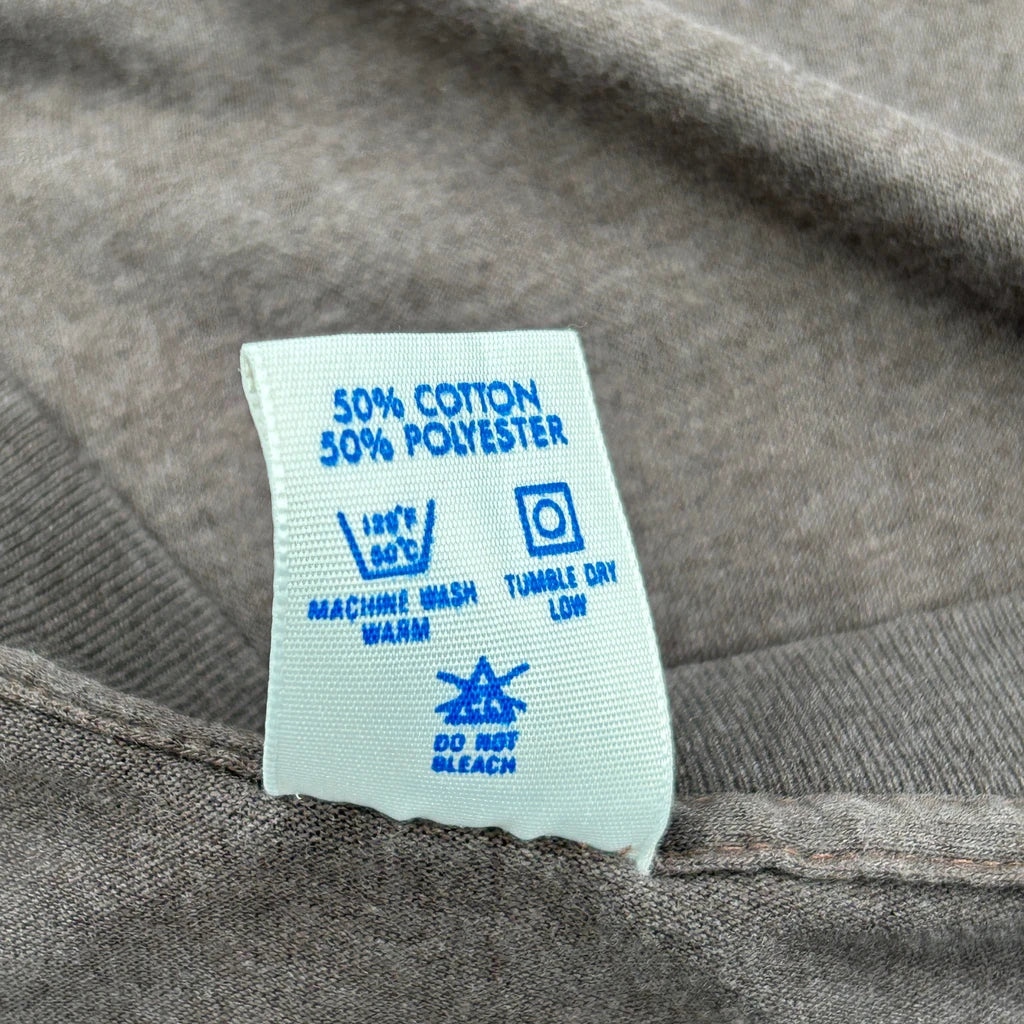 50% COTTON
50% POLYESTER
120°F
50°C
MACHINE WASH
WARM
TUMBLE DRY
LOW
DO NOT
BLEACH